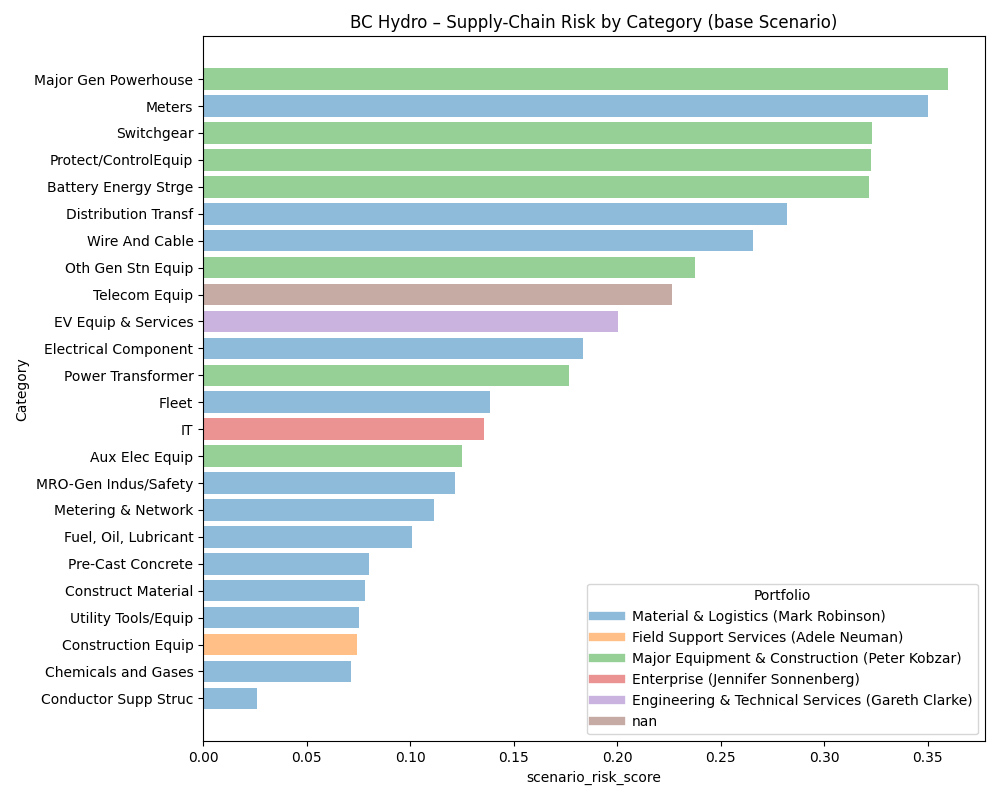 BC Hydro – Supply-Chain Risk by Category (base Scenario)
Category
Major Gen Powerhouse
Meters
Switchgear
Protect/ControlEquip
Battery Energy Strge
Distribution Transf
Wire And Cable
Oth Gen Stn Equip
Telecom Equip
EV Equip & Services
Electrical Component
Power Transformer
Fleet
IT
Aux Elec Equip
MRO-Gen Indus/Safety
Metering & Network
Fuel, Oil, Lubricant
Pre-Cast Concrete
Construct Material
Utility Tools/Equip
Construction Equip
Chemicals and Gases
Conductor Supp Struc
Portfolio
Material & Logistics (Mark Robinson)
Field Support Services (Adele Neuman)
Major Equipment & Construction (Peter Kobzar)
Enterprise (Jennifer Sonnenberg)
Engineering & Technical Services (Gareth Clarke)
nan
0.00 0.05 0.10 0.15 0.20 0.25 0.30 0.35
scenario_risk_score